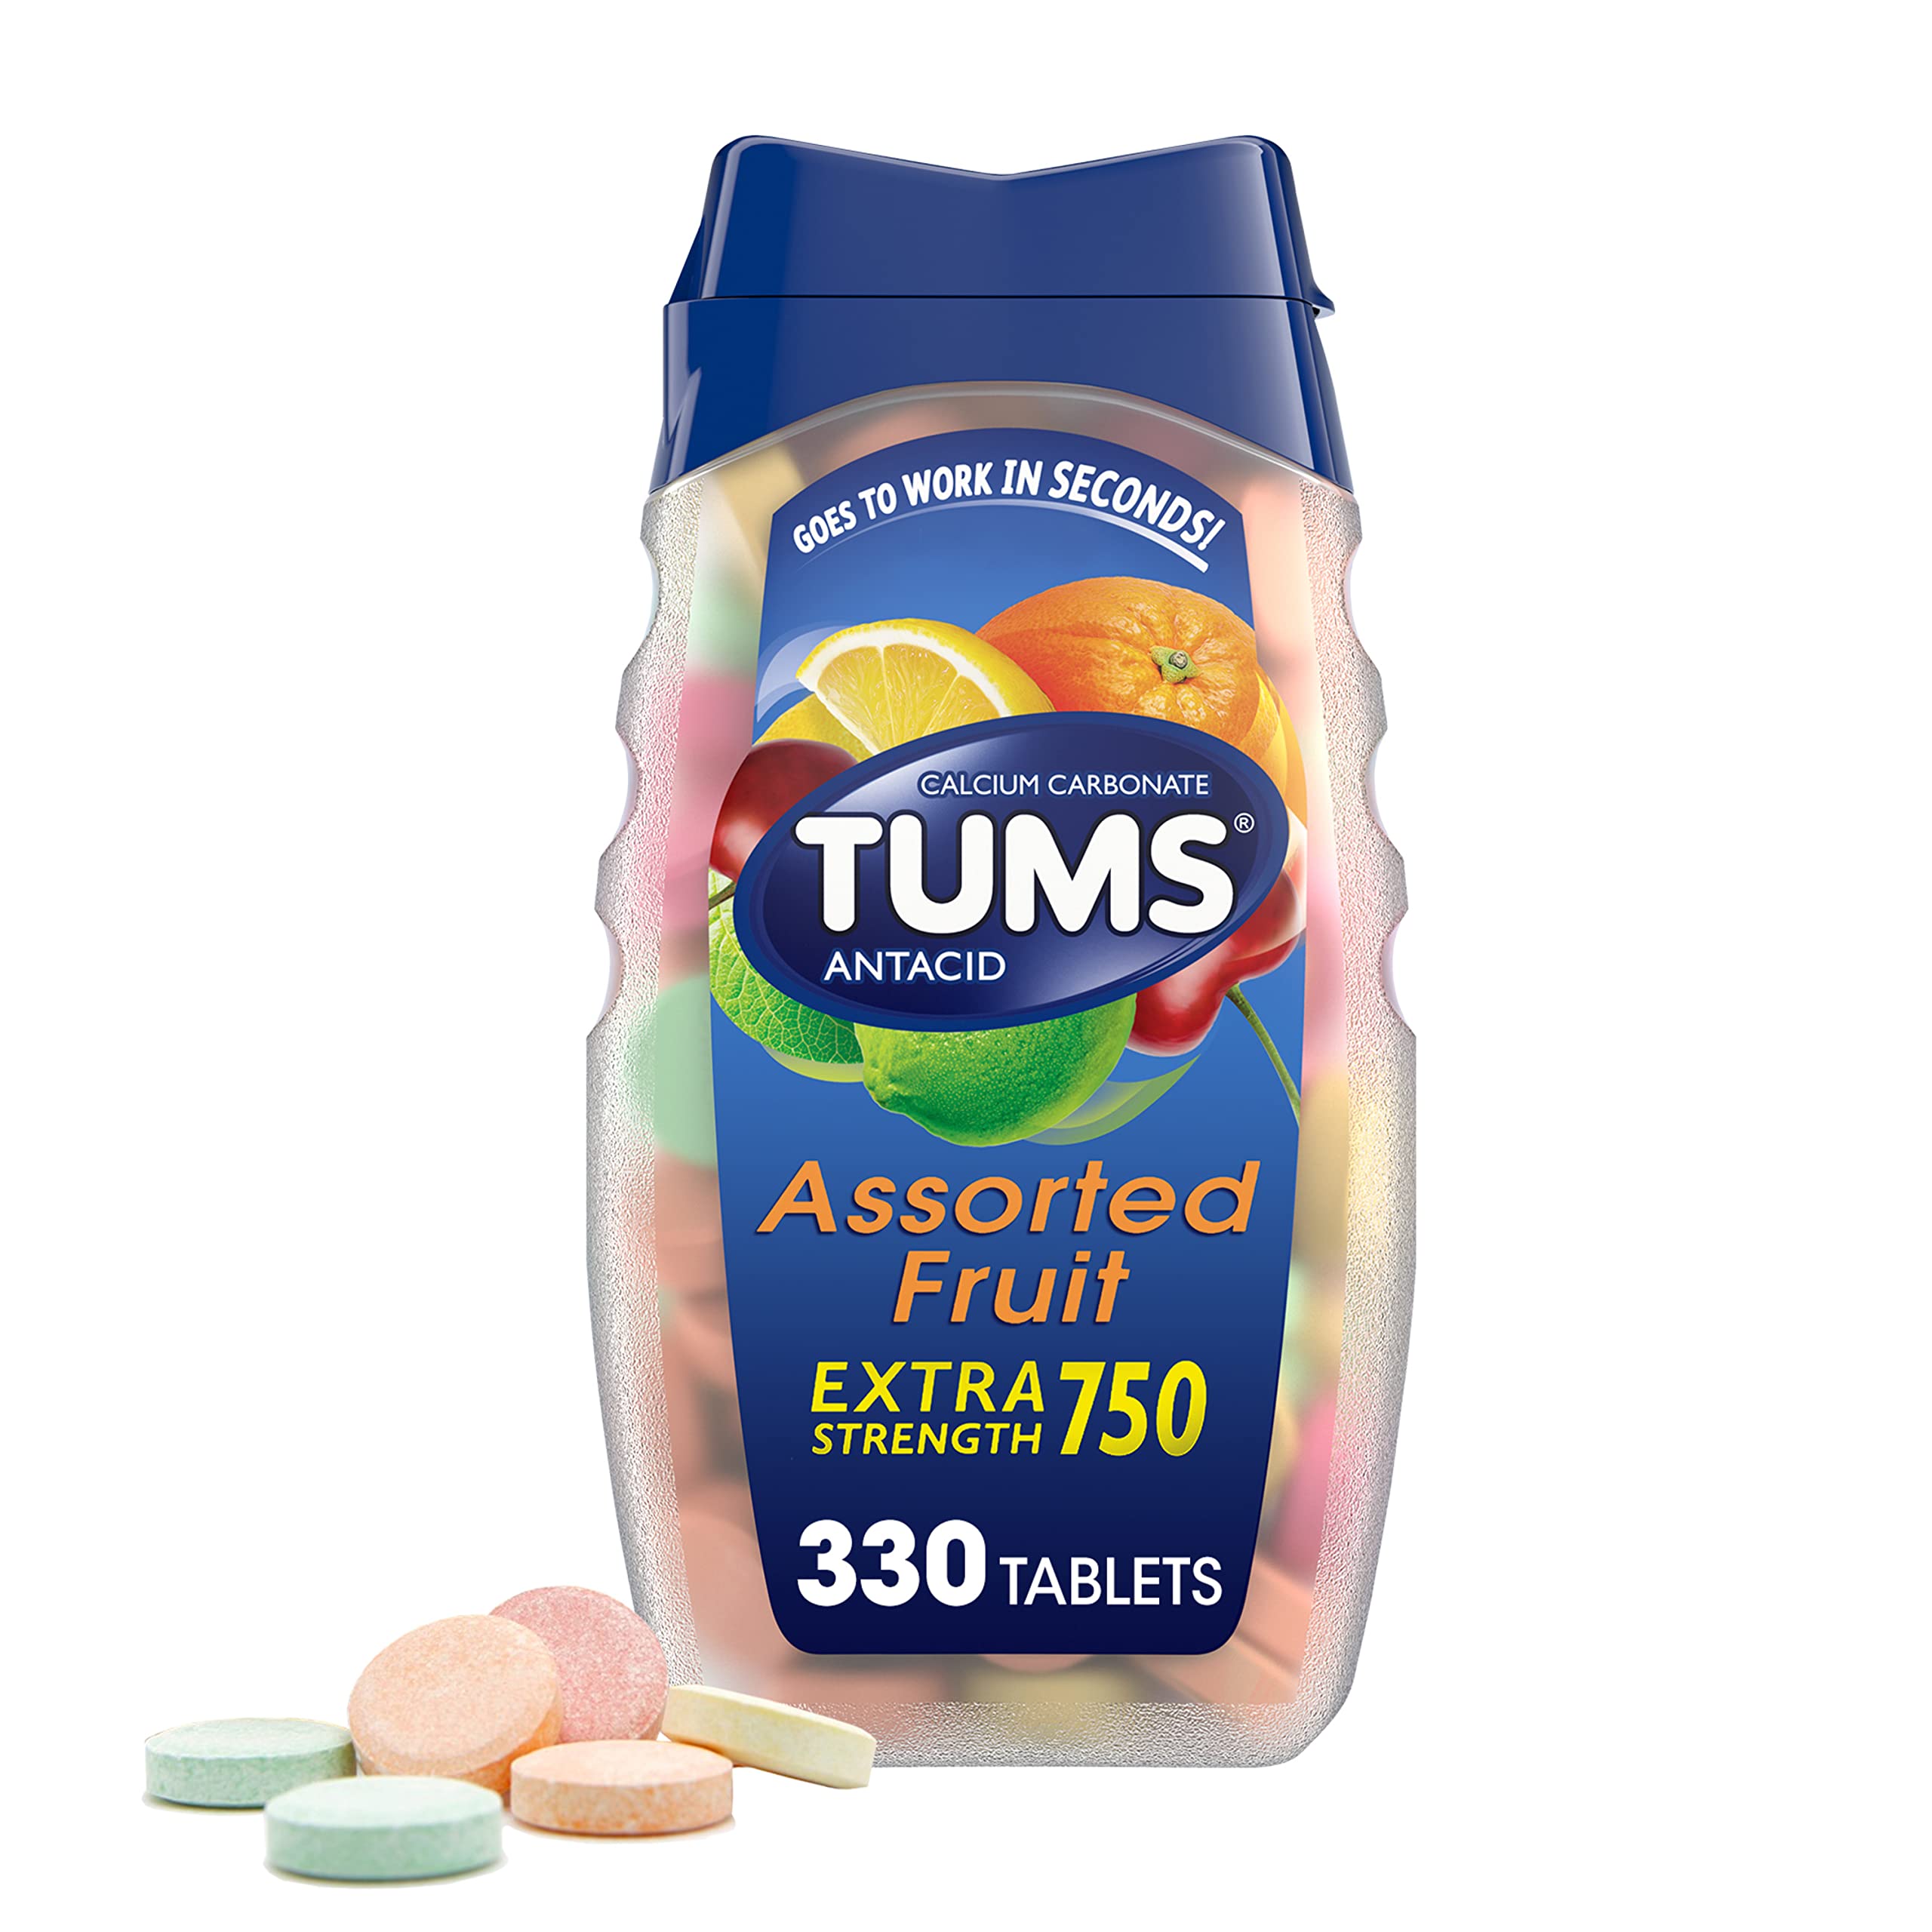 GOES TO WORK IN SECONDS!
CALCIUM CARBONATE
TUMS®
ANTACID
Assorted
Fruit
EXTRA
STRENGTH 750
330 TABLETS